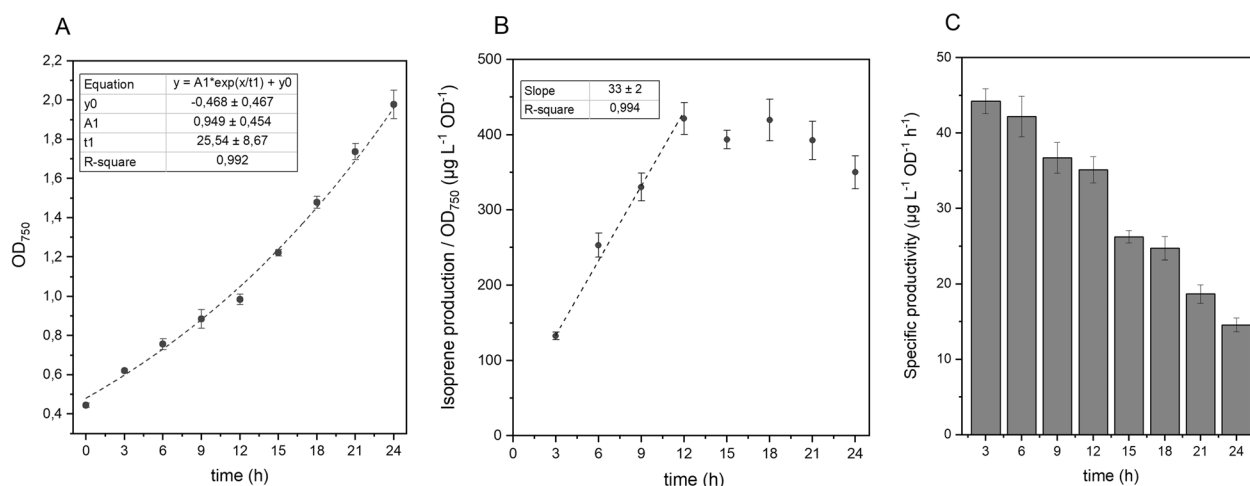 A
OD750
2,2
2,0
1,8
1,6
1,4
1,2
1,0
0,8
0,6
0,4
Equation y = A1*exp(x/t1) + y0
y0 -0,468 ± 0,467
A1 0,949 ± 0,454
t1 25,54 ± 8,67
R-square 0,992
0 3 6 9 12 15 18 21 24
time (h)
B
Isoprene production / OD750 (µg L-1 OD-1)
500
400
300
200
100
0
Slope 33 ± 2
R-square 0,994
0 3 6 9 12 15 18 21 24
time (h)
C
Specific productivity (µg L-1 OD-1 h-1)
50
40
30
20
10
0
3 6 9 12 15 18 21 24
time (h)